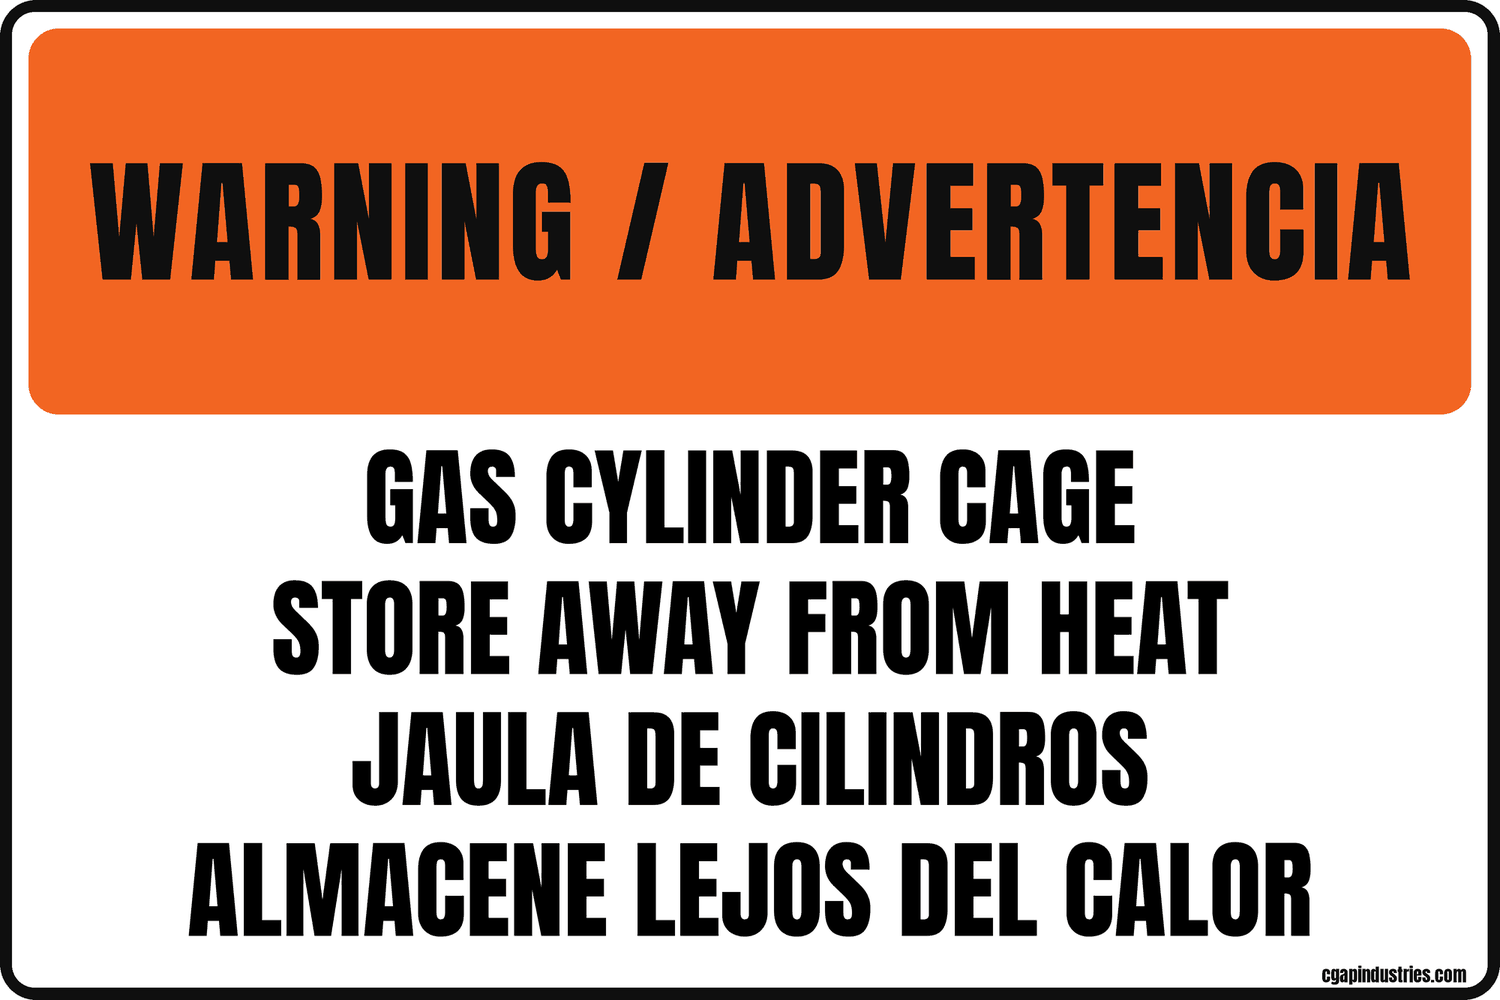 WARNING / ADVERTENCIA
GAS CYLINDER CAGE
STORE AWAY FROM HEAT
JAULA DE CILINDROS
ALMACENE LEJOS DEL CALOR
cgapindustries.com